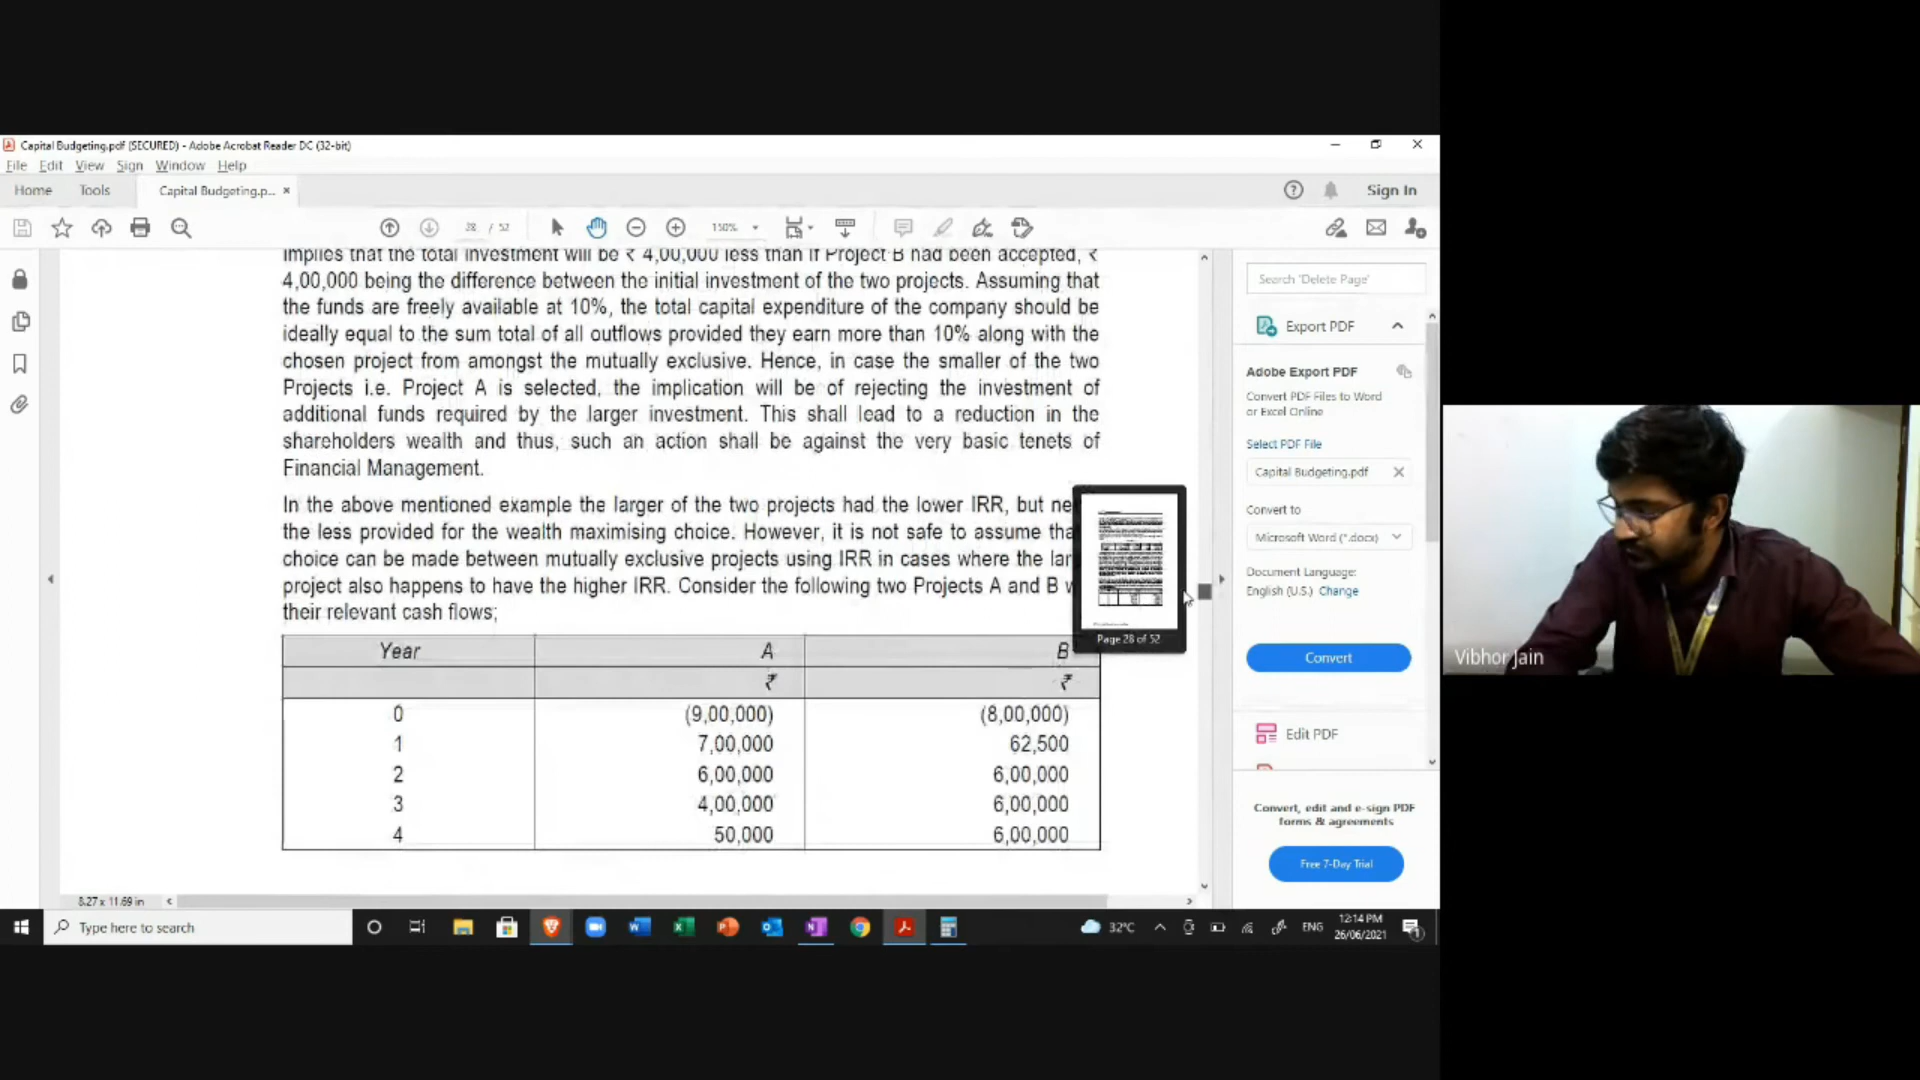 Capital Budgeting.pdf (SECURED) - Adobe Acrobat Reader DC (32-bit)
File Edit View Sign Window Help
Home Tools Capital Budgeting.p... × Sign In
/ 52 150%
implies that the total investment will be ₹ 4,00,000 less than if Project B had been accepted, ₹
4,00,000 being the difference between the initial investment of the two projects. Assuming that
the funds are freely available at 10%, the total capital expenditure of the company should be
ideally equal to the sum total of all outflows provided they earn more than 10% along with the
chosen project from amongst the mutually exclusive. Hence, in case the smaller of the two
Projects i.e. Project A is selected, the implication will be of rejecting the investment of
additional funds required by the larger investment. This shall lead to a reduction in the
shareholders wealth and thus, such an action shall be against the very basic tenets of
Financial Management.
In the above mentioned example the larger of the two projects had the lower IRR, but ne
the less provided for the wealth maximising choice. However, it is not safe to assume tha
choice can be made between mutually exclusive projects using IRR in cases where the lar
project also happens to have the higher IRR. Consider the following two Projects A and B w
their relevant cash flows;
Year A B
₹ ₹
0 (9,00,000) (8,00,000)
1 7,00,000 62,500
2 6,00,000 6,00,000
3 4,00,000 6,00,000
4 50,000 6,00,000
Page 28 of 52
8.27 x 11.69 in
Search 'Delete Page'
Export PDF
Adobe Export PDF
Convert PDF Files to Word
or Excel Online
Select PDF File
Capital Budgeting.pdf
Convert to
Microsoft Word (*.docx)
Document Language:
English (U.S.) Change
Convert
Edit PDF
Convert, edit and e-sign PDF
forms & agreements
Free 7-Day Trial
Type here to search
32°C
ENG
12:14 PM
26/06/2021
Vibhor Jain